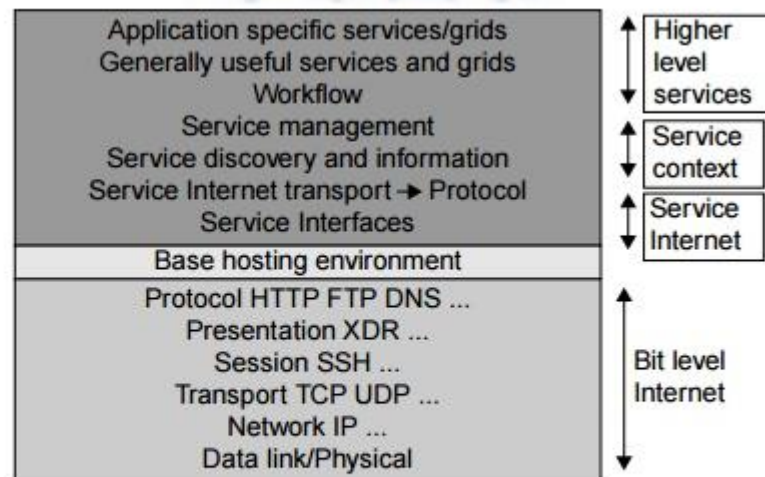 Application specific services/grids
Generally useful services and grids
Workflow
Service management
Service discovery and information
Service Internet transport → Protocol
Service Interfaces
Base hosting environment
Protocol HTTP FTP DNS ...
Presentation XDR ...
Session SSH ...
Transport TCP UDP ...
Network IP ...
Data link/Physical
Higher
level
services
Service
context
Service
Internet
Bit level
Internet